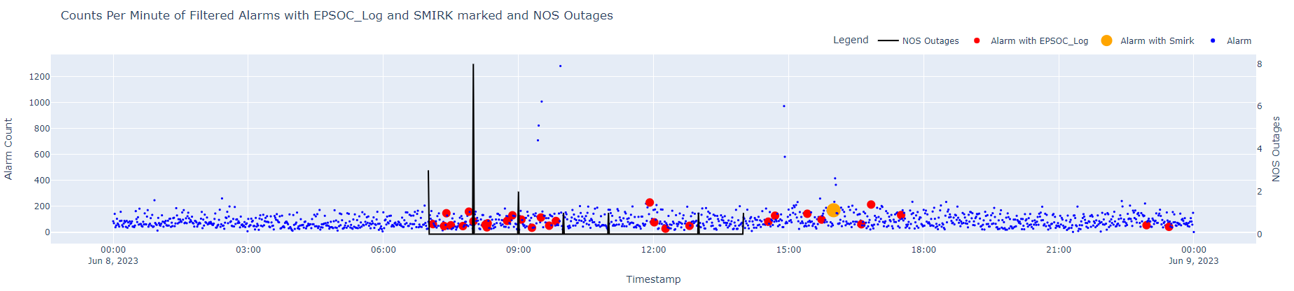 Counts Per Minute of Filtered Alarms with EPSOC_Log and SMIRK marked and NOS Outages
Legend NOS Outages Alarm with EPSOC_Log Alarm with Smirk Alarm
Alarm Count
1200
1000
800
600
400
200
0
8
6
4
2
0
NOS Outages
00:00 03:00 06:00 09:00 12:00 15:00 18:00 21:00 00:00
Jun 8, 2023 Jun 9, 2023
Timestamp